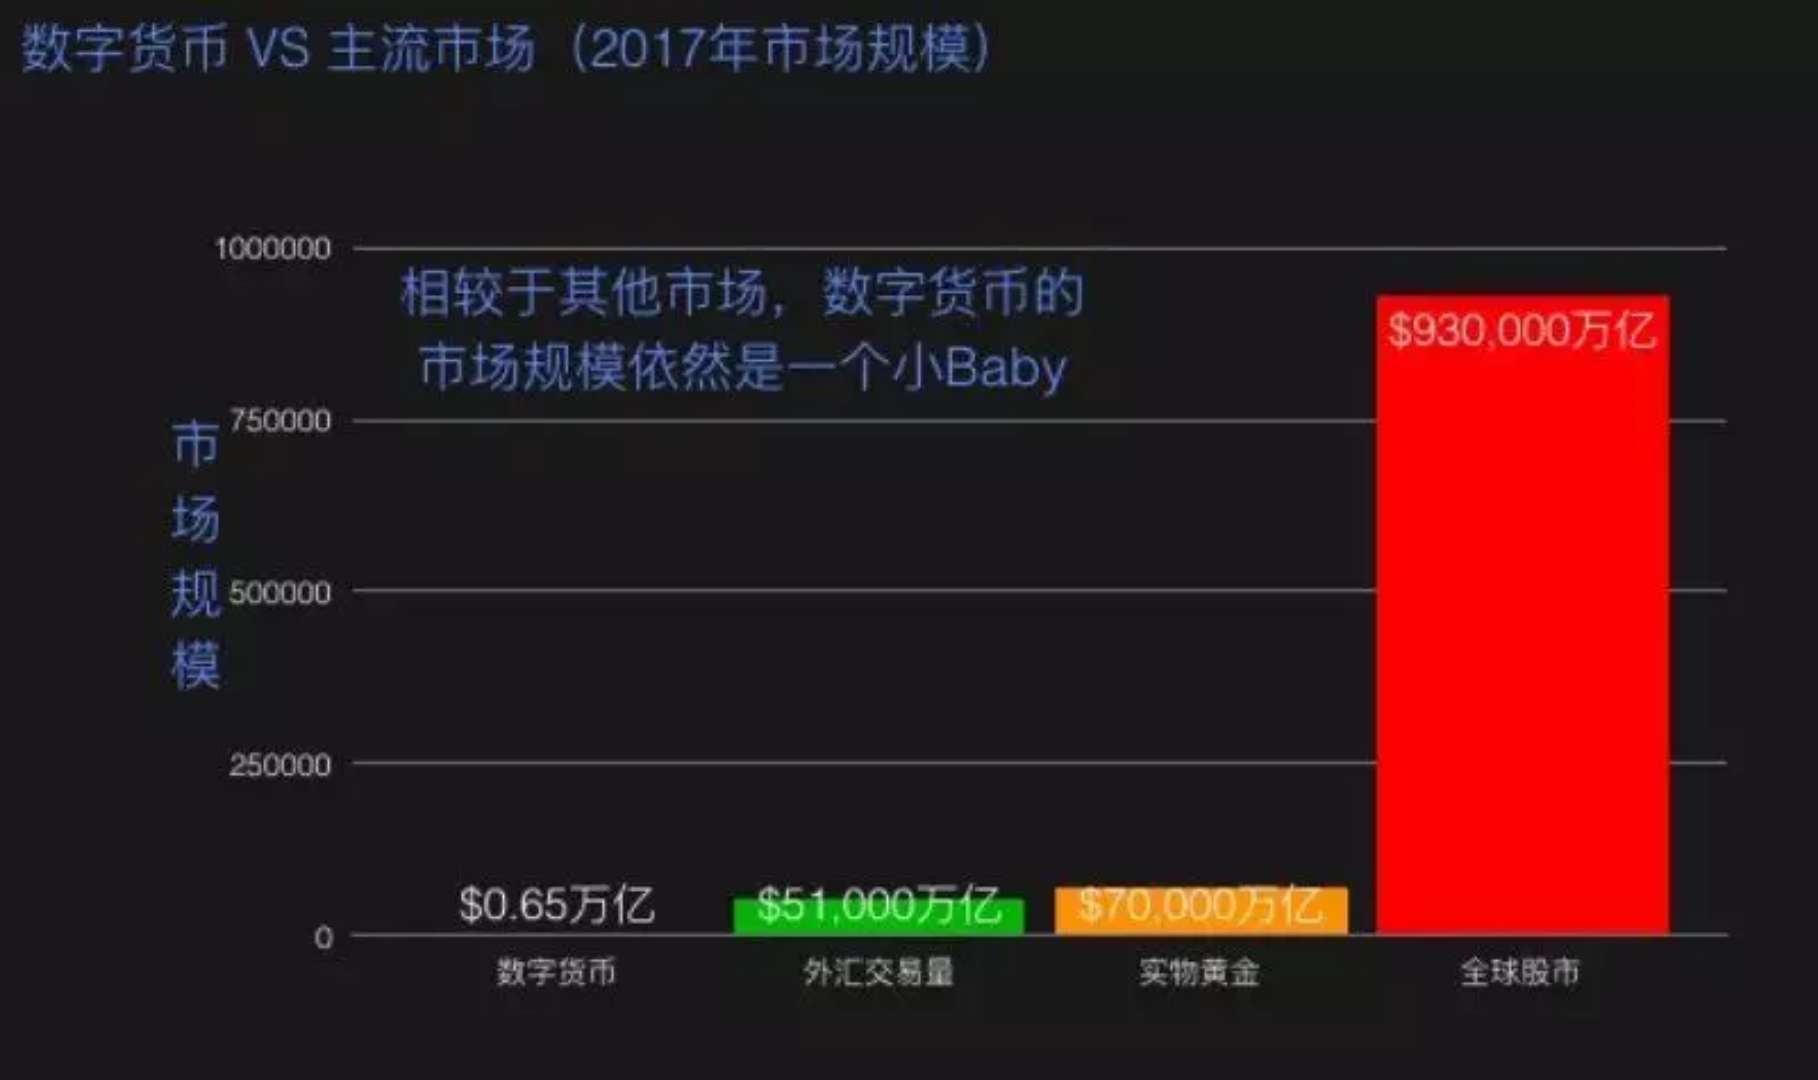 数字货币 VS 主流市场（2017年市场规模）
1000000
相较于其他市场，数字货币的
市场规模依然是一个小Baby
$930,000万亿
750000
市场规模
500000
250000
$0.65万亿
$51,000万亿
$70,000万亿
0
数字货币
外汇交易量
实物黄金
全球股市